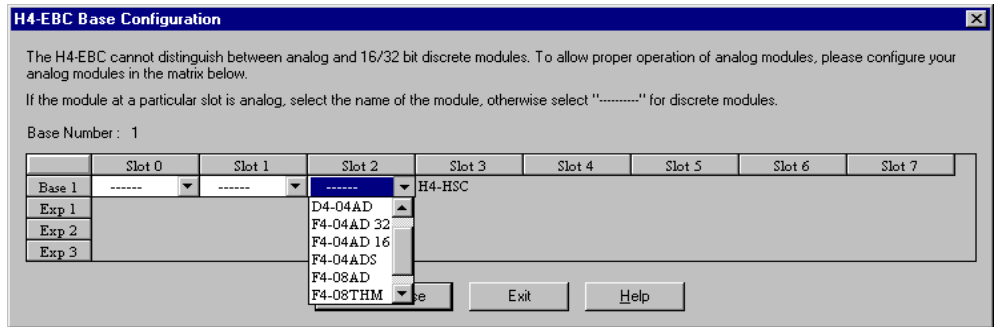 H4-EBC Base Configuration
The H4-EBC cannot distinguish between analog and 16/32 bit discrete modules. To allow proper operation of analog modules, please configure your
analog modules in the matrix below.
If the module at a particular slot is analog, select the name of the module, otherwise select "----------" for discrete modules.
Base Number : 1
Slot 0 Slot 1 Slot 2 Slot 3 Slot 4 Slot 5 Slot 6 Slot 7
Base 1 ------ ------ ------ H4-HSC
Exp 1
Exp 2
Exp 3
D4-04AD
F4-04AD 32
F4-04AD 16
F4-04ADS
F4-08AD
F4-08THM
Exit Help